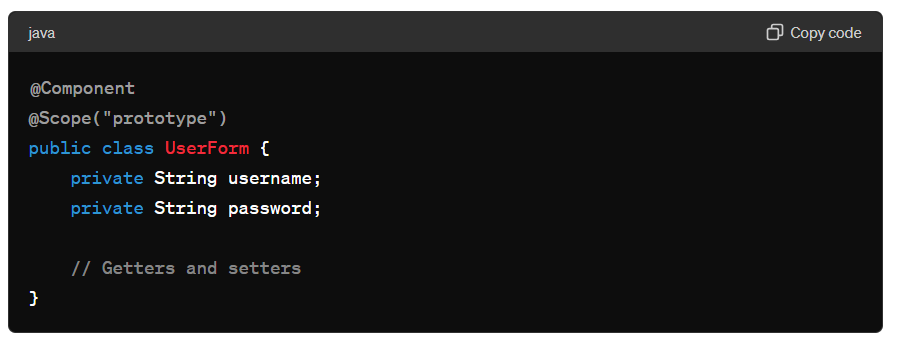 java
Copy code
@Component
@Scope("prototype")
public class UserForm {
    private String username;
    private String password;
    // Getters and setters
}